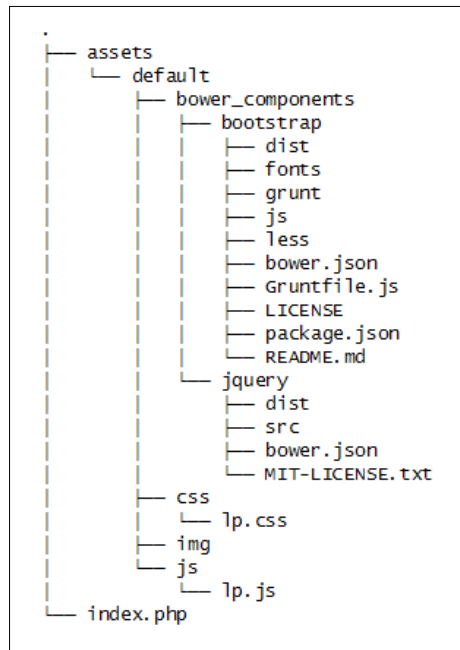 .
├── assets
│   └── default
│       ├── bower_components
│       │   ├── bootstrap
│       │   │   ├── dist
│       │   │   ├── fonts
│       │   │   ├── grunt
│       │   │   ├── js
│       │   │   ├── less
│       │   │   ├── bower.json
│       │   │   ├── Gruntfile.js
│       │   │   ├── LICENSE
│       │   │   ├── package.json
│       │   │   └── README.md
│       │   └── jquery
│       │       ├── dist
│       │       ├── src
│       │       ├── bower.json
│       │       └── MIT-LICENSE.txt
│       ├── css
│       │   └── lp.css
│       ├── img
│       └── js
│           └── lp.js
└── index.php